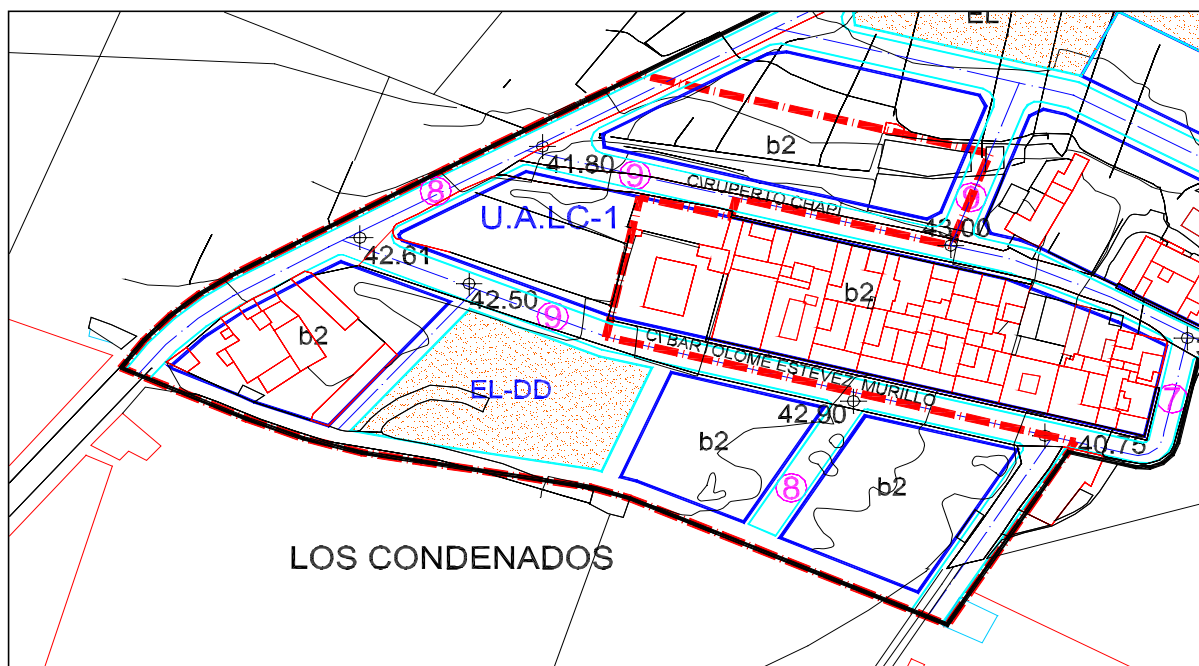 EL
b2
41.80
9
C\RUPERTO CHAPI
8
8
U.A.LC-1
43.00
42.61
42.50
b2
9
b2
C\ BARTOLOME ESTEVEZ MURILLO
EL-DD
7
42.90
b2
40.75
8
b2
LOS CONDENADOS